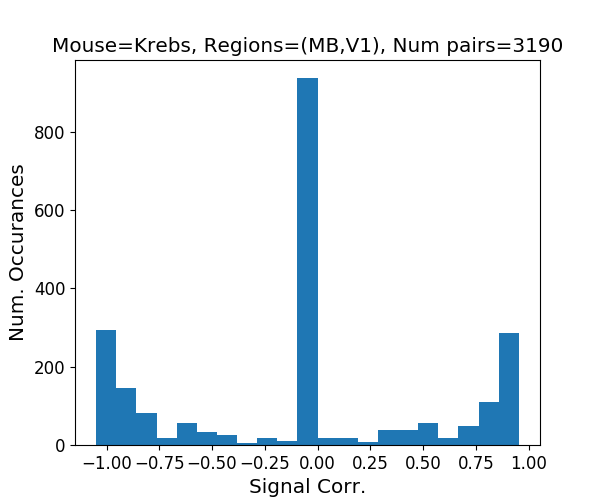 Mouse=Krebs, Regions=(MB,V1), Num pairs=3190
Num. Occurances
800
600
400
200
0
−1.00 −0.75 −0.50 −0.25 0.00 0.25 0.50 0.75 1.00
Signal Corr.